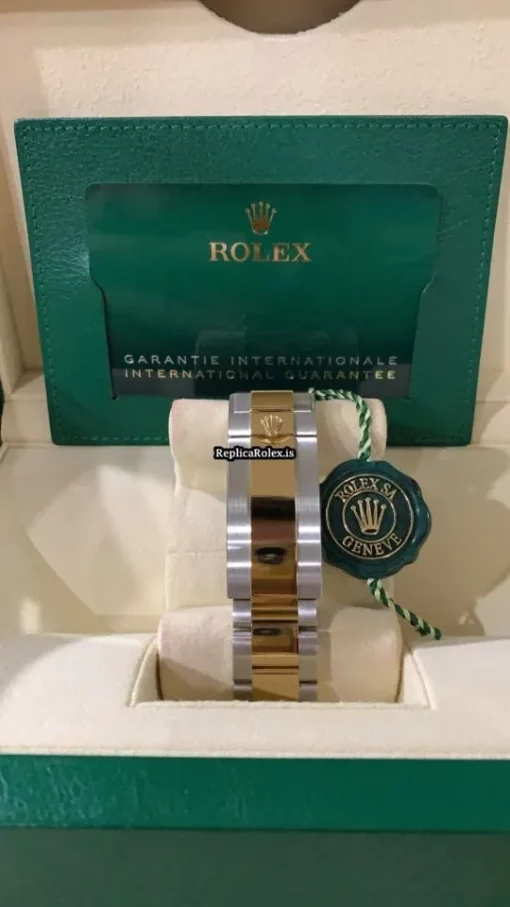 ROLEX
GARANTIE INTERNATIONALE
INTERNATIONAL GUARANTEE
ReplicaRolex.is
ROLEX SA
GENEVE